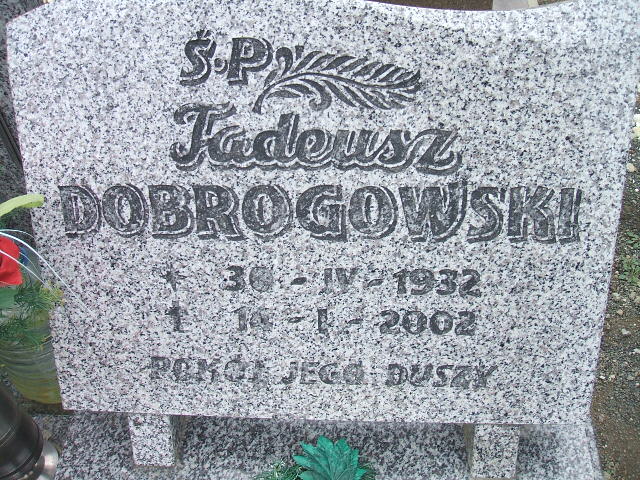 Ś.P
Tadeusz
DOBROGOWSKI
* 30 - IV - 1932
† 14 - I - 2002
POKÓJ JEGO DUSZY